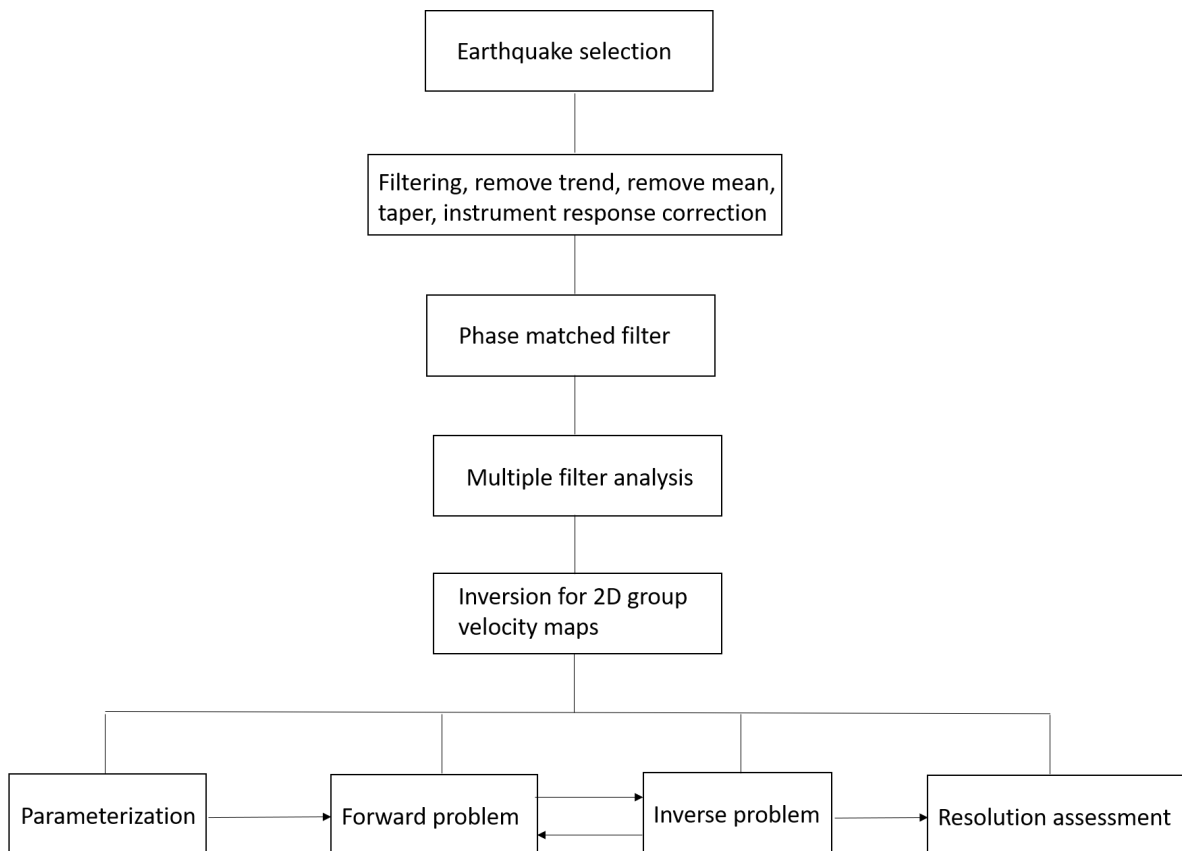 Earthquake selection
Filtering, remove trend, remove mean,
taper, instrument response correction
Phase matched filter
Multiple filter analysis
Inversion for 2D group
velocity maps
Parameterization
Forward problem
Inverse problem
Resolution assessment